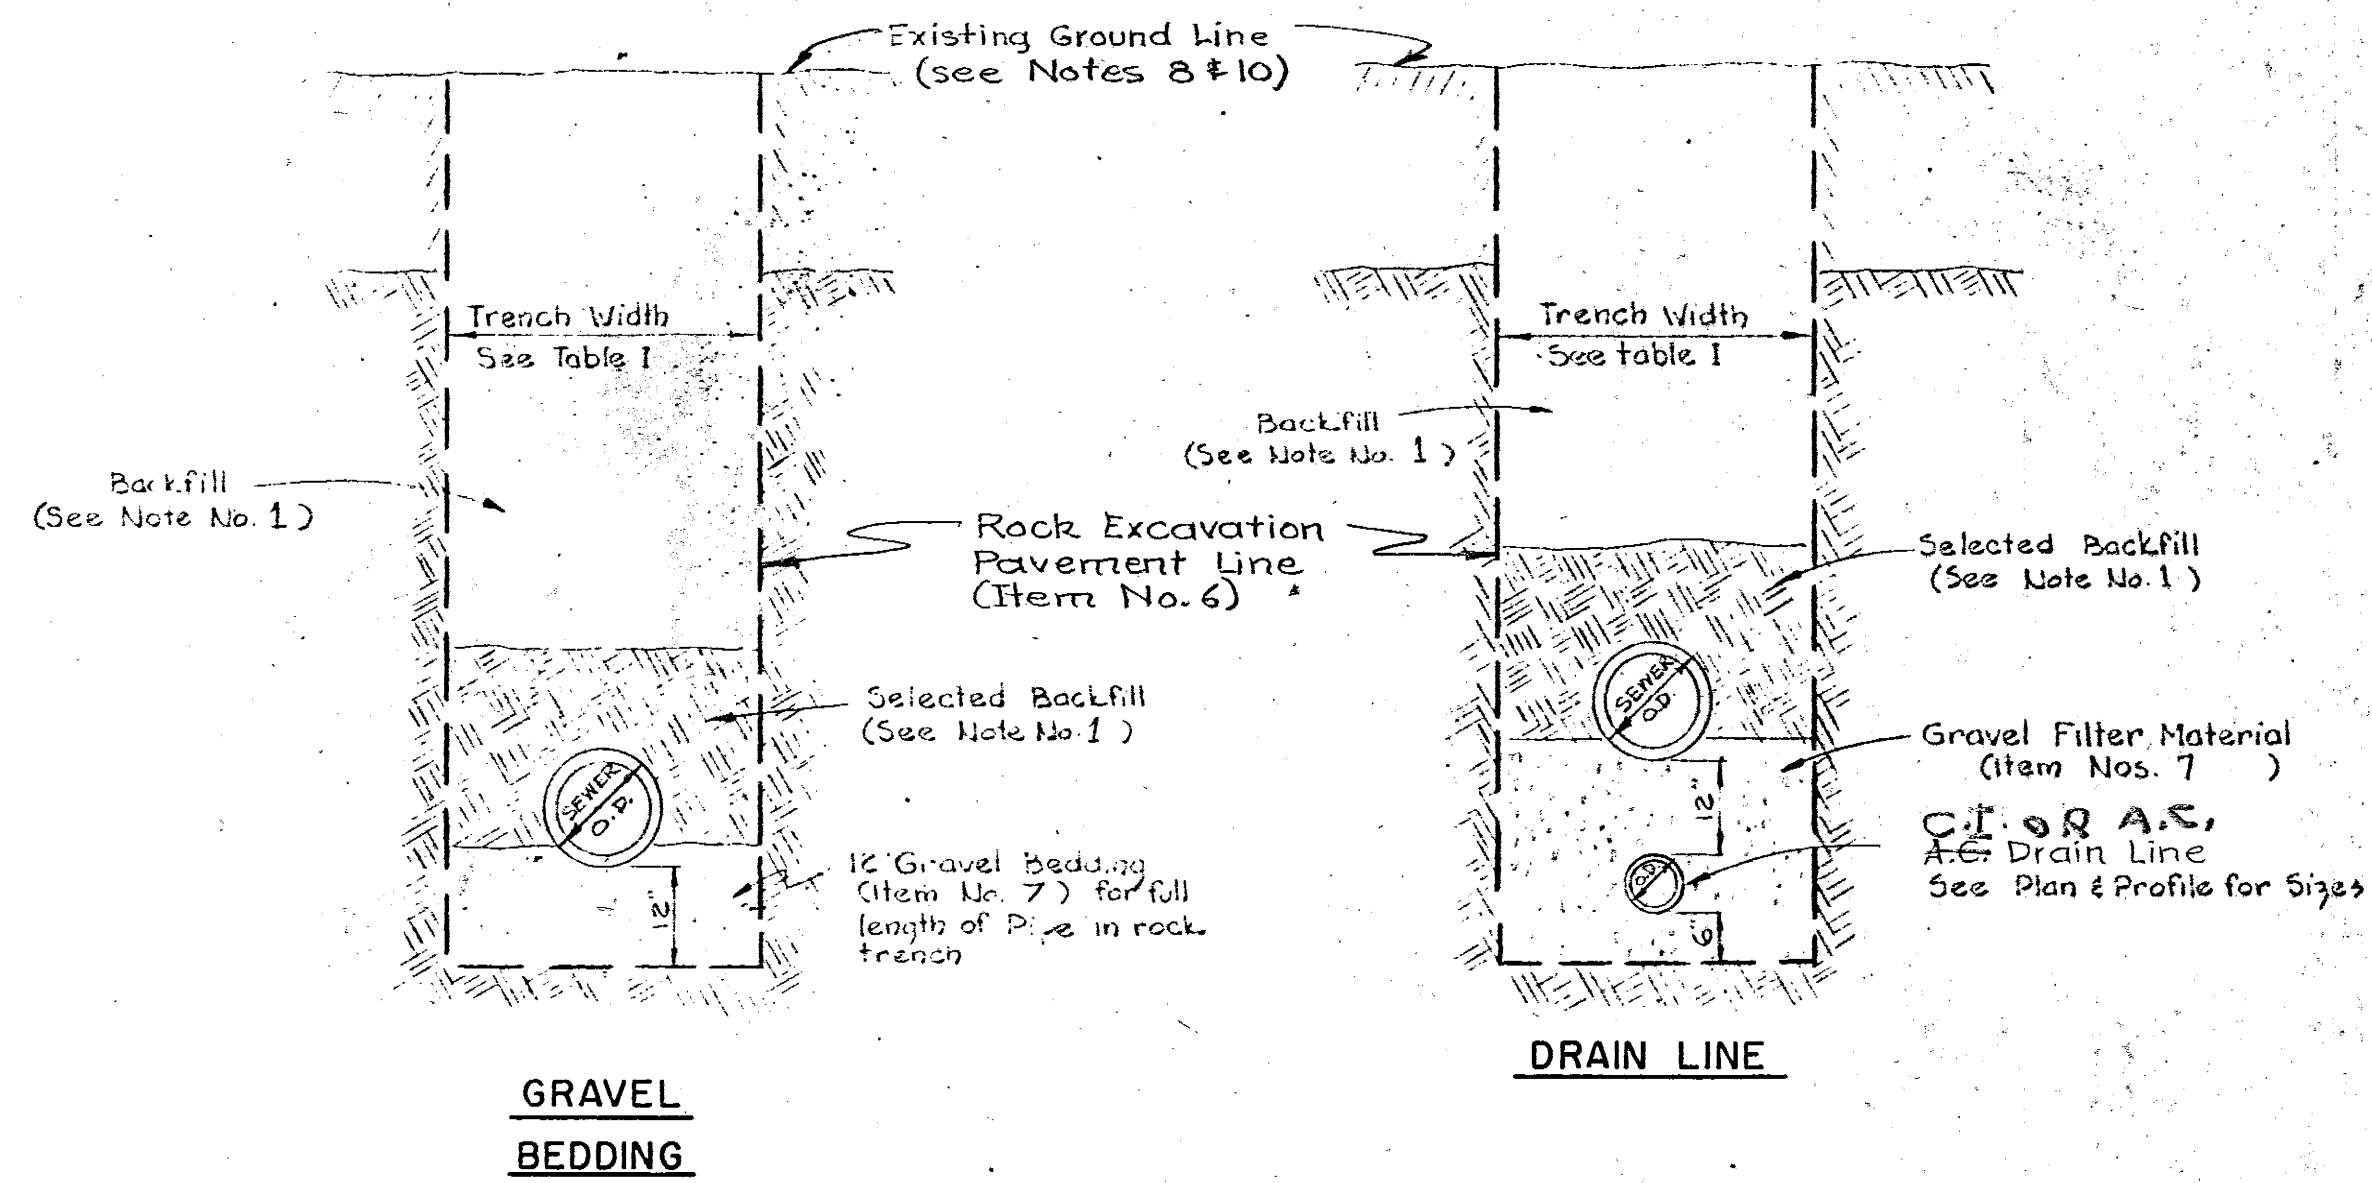 Existing Ground Line
(see Notes 8 & 10)
Trench Width
See Table I
Backfill
(See Note No. 1)
Rock Excavation
Pavement Line
(Item No. 6)
Selected Backfill
(See Note No. 1)
SEWER
O.D.
12"
12" Gravel Bedding
(Item No. 7) for full
length of Pipe in rock
trench
GRAVEL
BEDDING
Trench Width
See table I
Backfill
(See Note No. 1)
Selected Backfill
(See Note No. 1)
SEWER
O.D.
Gravel Filter Material
(Item Nos. 7 )
12"
C.I. OR A.C.
A.C. Drain Line
See Plan & Profile for Sizes
O.D.
6"
DRAIN LINE